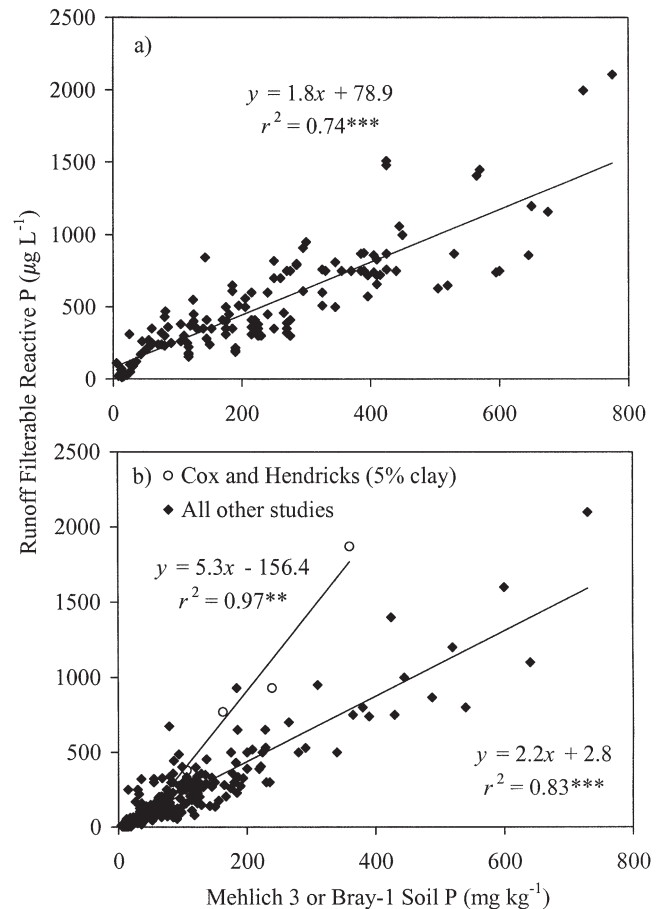 2500
a)
2000
y = 1.8x + 78.9
r² = 0.74***
1500
1000
500
0
0 200 400 600 800
Runoff Filterable Reactive P (µg L⁻¹)
2500
b) ○ Cox and Hendricks (5% clay)
◆ All other studies
2000
y = 5.3x - 156.4
r² = 0.97**
1500
1000
500
y = 2.2x + 2.8
r² = 0.83***
0
0 200 400 600 800
Mehlich 3 or Bray-1 Soil P (mg kg⁻¹)